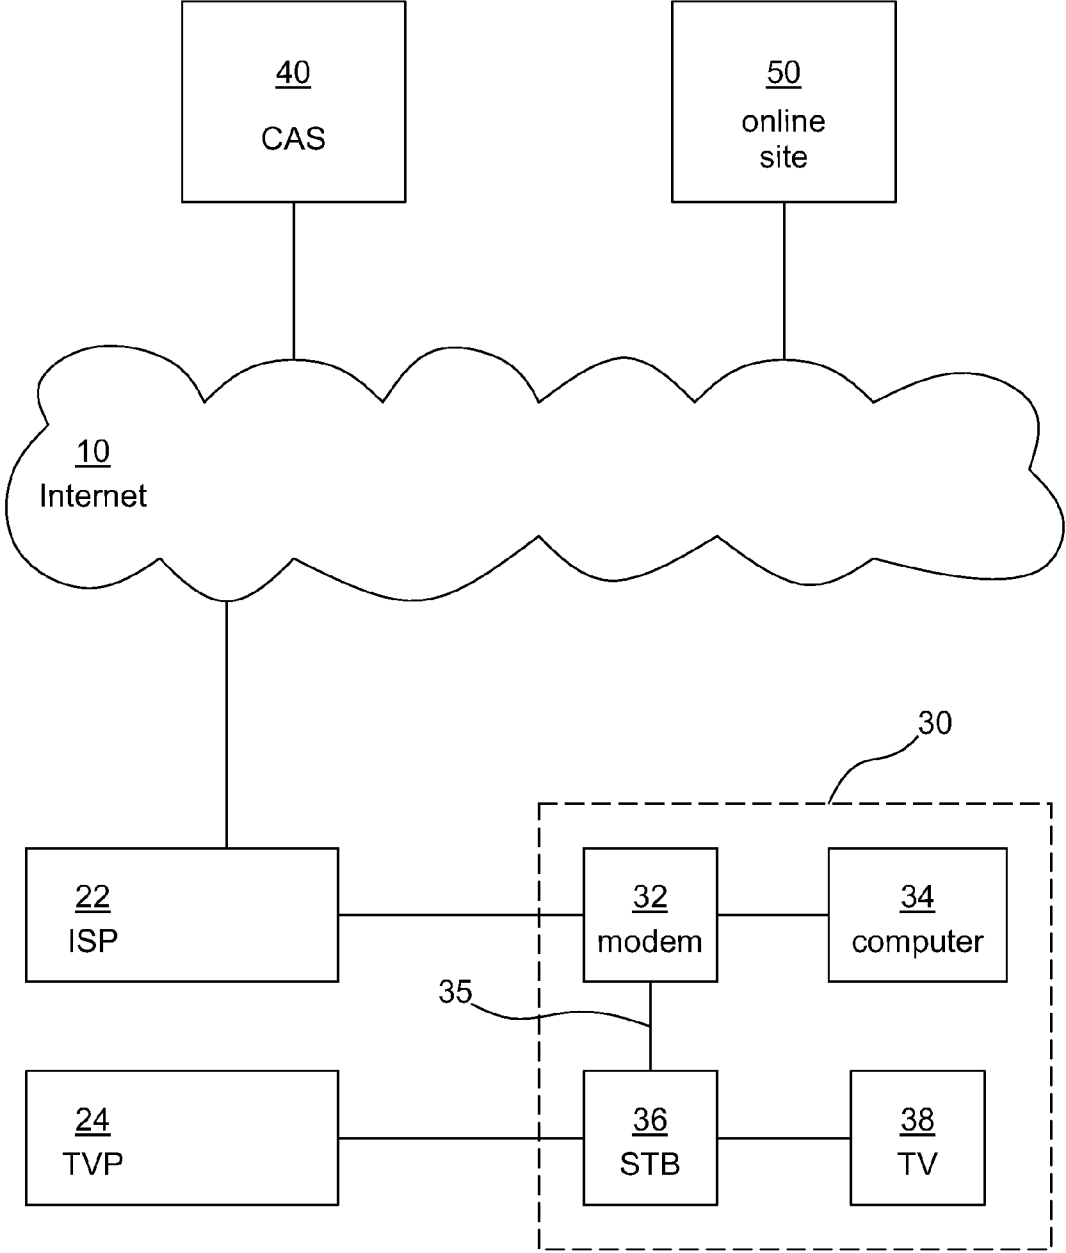 40
CAS
50
online
site
10
Internet
30
22
ISP
32
modem
34
computer
35
24
TVP
36
STB
38
TV